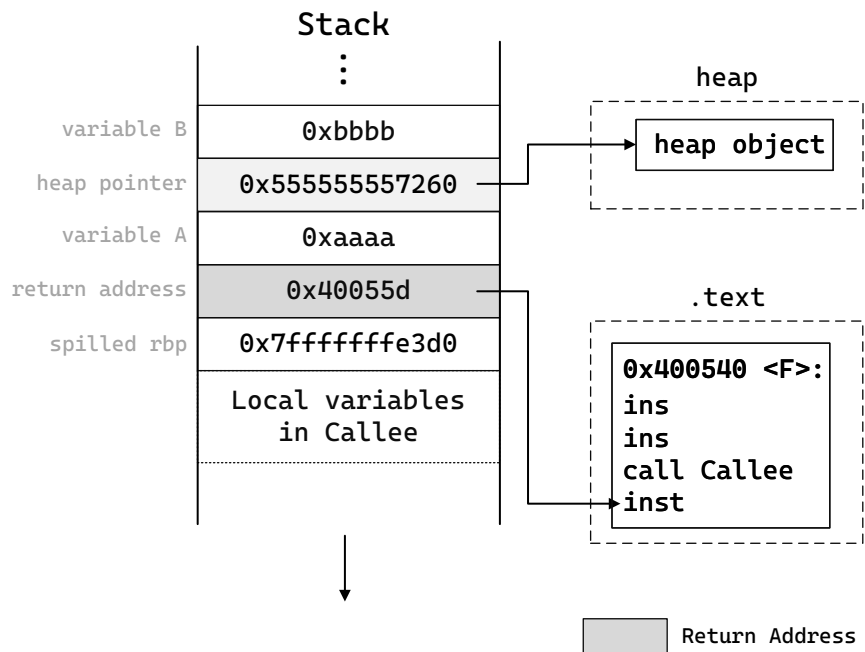 Stack
variable B 0xbbbb
heap pointer 0x555555557260
variable A 0xaaaa
return address 0x40055d
spilled rbp 0x7fffffffe3d0
Local variables
in Callee
heap
heap object
.text
0x400540 <F>:
ins
ins
call Callee
inst
Return Address